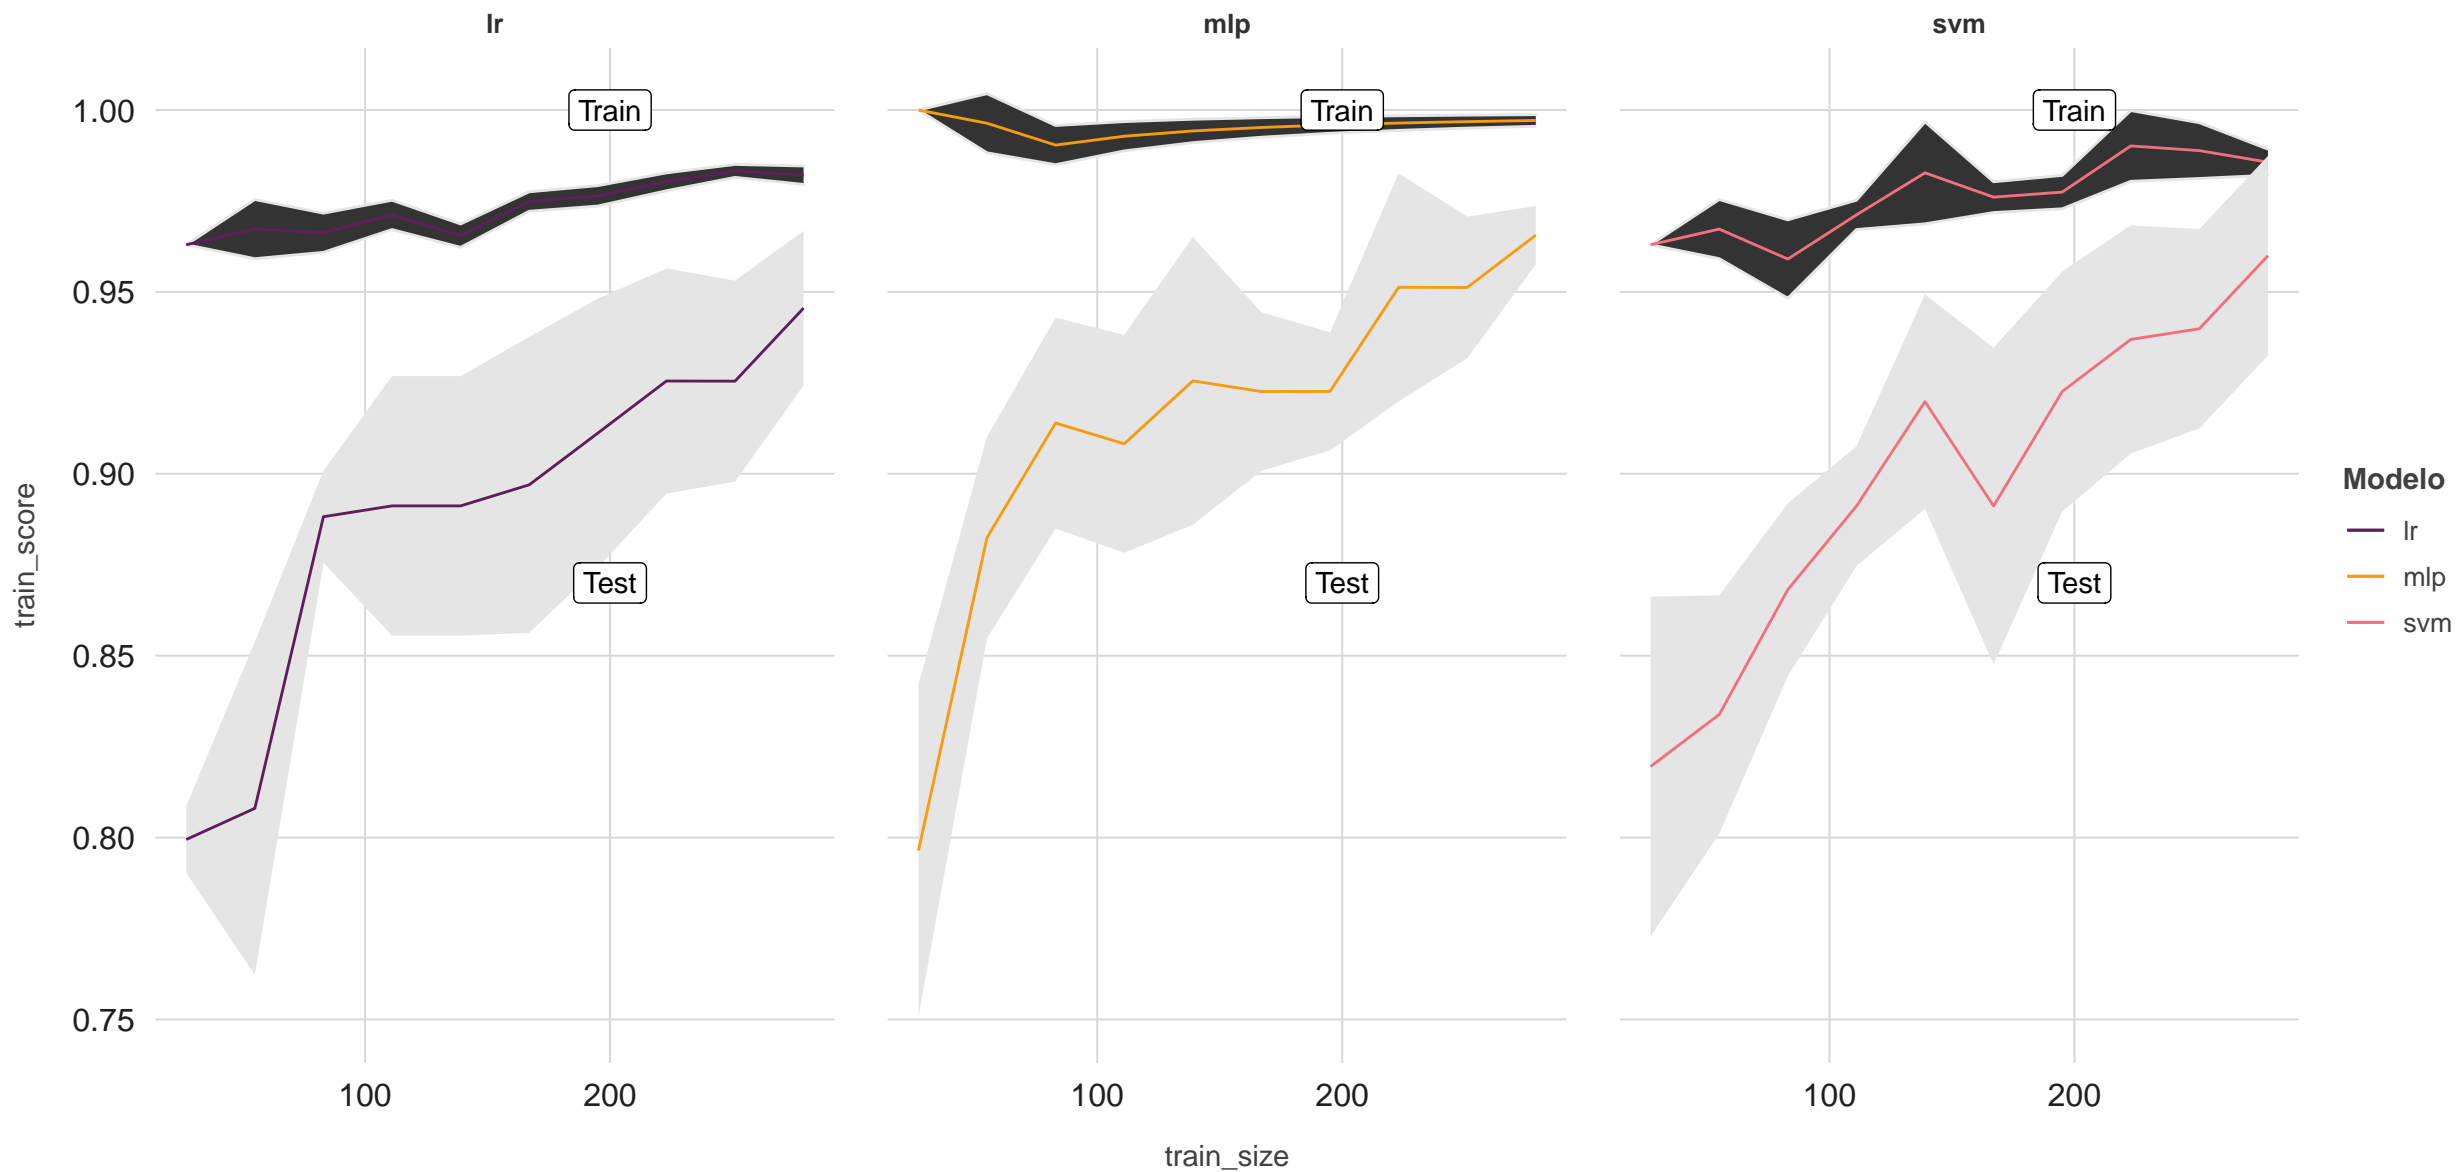 lr
mlp
svm
1.00
0.95
0.90
0.85
0.80
0.75
train_score
Train
Test
Train
Test
Train
Test
100
200
100
200
100
200
train_size
Modelo
lr
mlp
svm